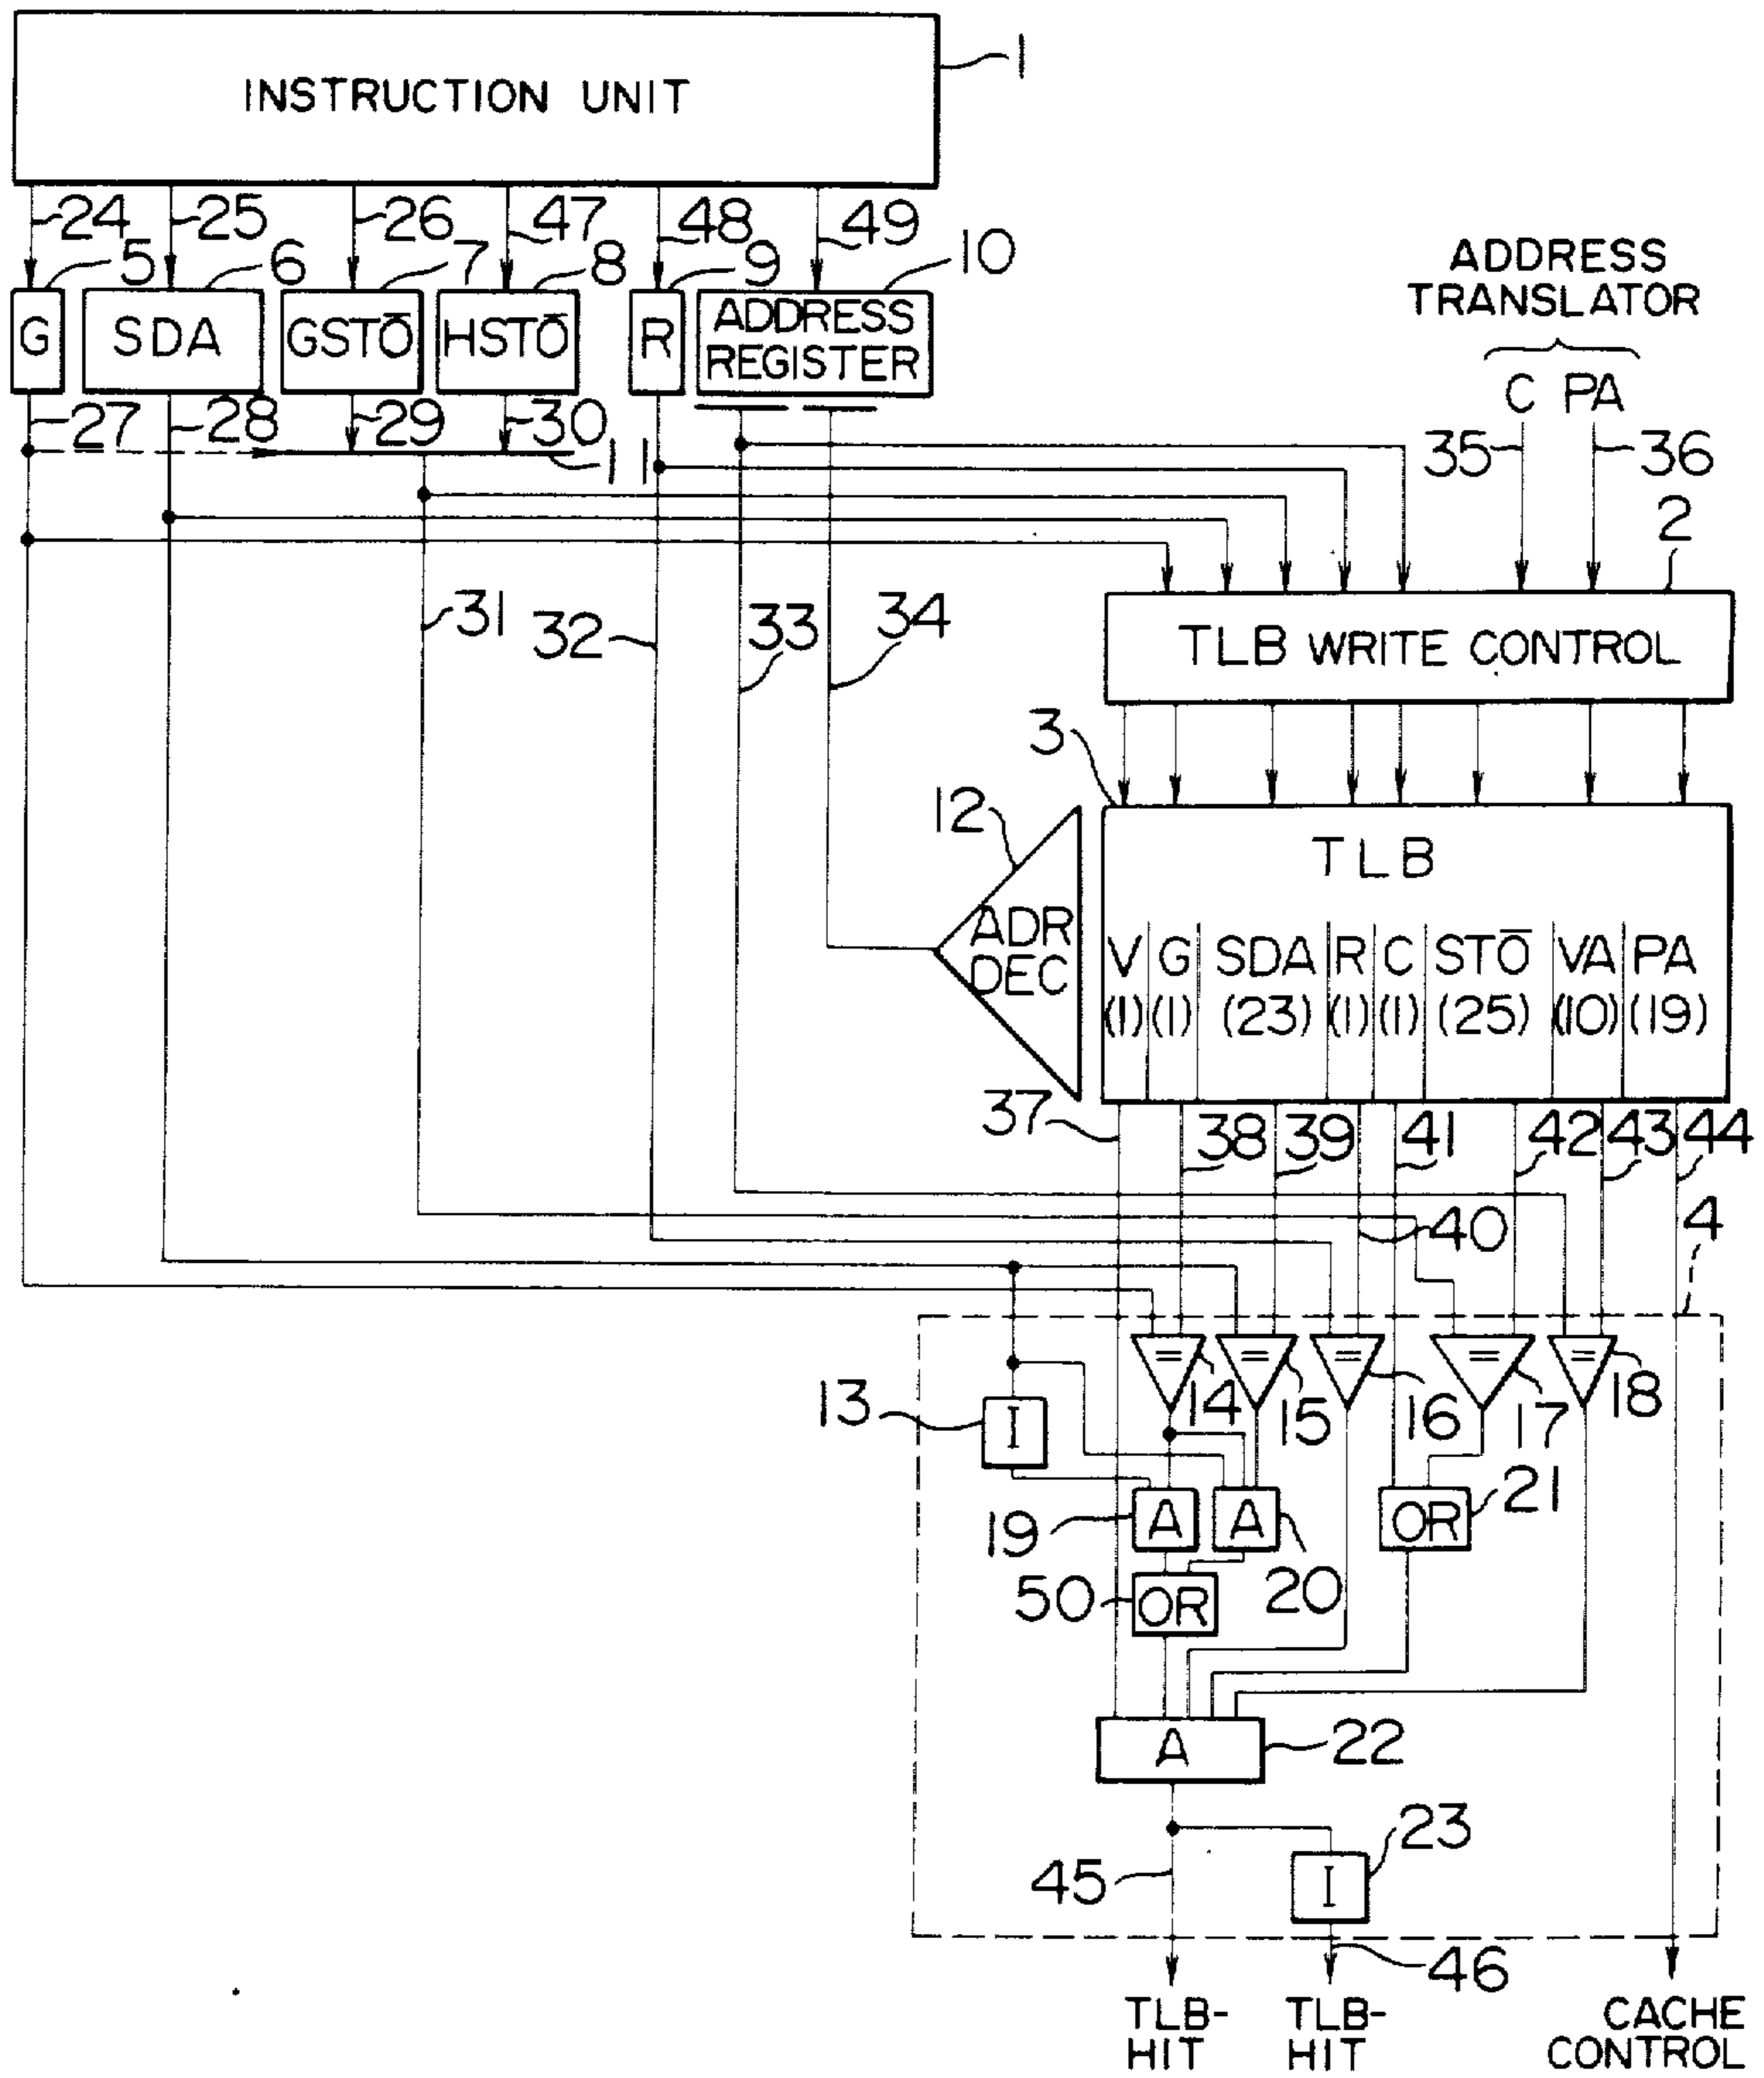 INSTRUCTION UNIT
1
24 25 26 47 48 49
5 6 7 8 9 10
G SDA GSTŌ HSTŌ R ADDRESS
REGISTER
ADDRESS
TRANSLATOR
C PA
27 28 29 30 11
35 36
2
31 32 33 34
TLB WRITE CONTROL
3
12
TLB
ADR
DEC
V G SDA R C STŌ VA PA
(1) (1) (23) (1) (1) (25) (10) (19)
37 38 39 41 42 43 44
40 4
= = = = =
13 14 15 16 17 18
I
19 A A 20 OR 21
50 OR
A 22
23
45 I
46
TLB-
HIT
TLB-
HIT
CACHE
CONTROL